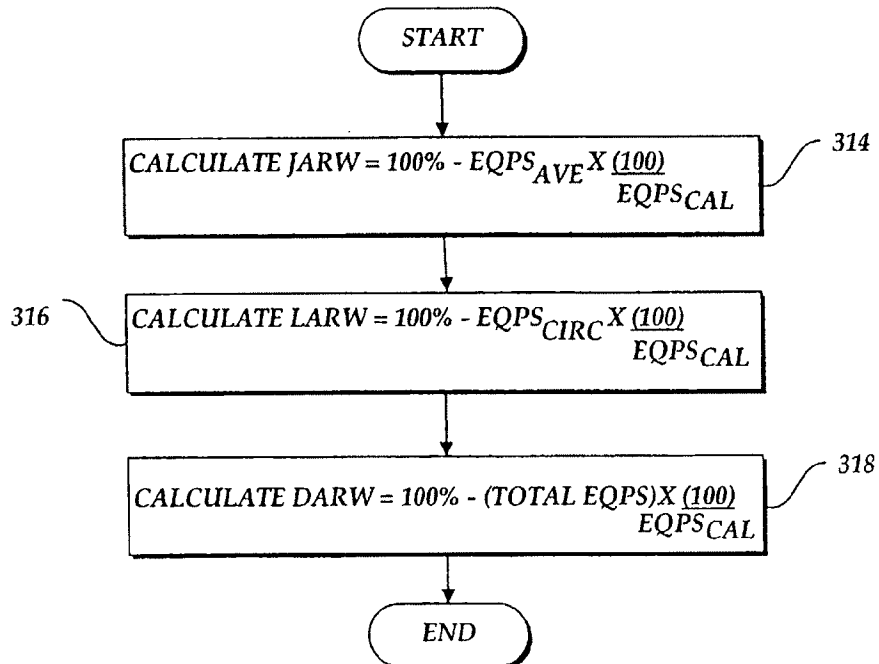 START
CALCULATE JARW = 100% - EQPS_AVE X (100)
EQPS_CAL
314
CALCULATE LARW = 100% - EQPS_CIRC X (100)
EQPS_CAL
316
CALCULATE DARW = 100% - (TOTAL EQPS) X (100)
EQPS_CAL
318
END